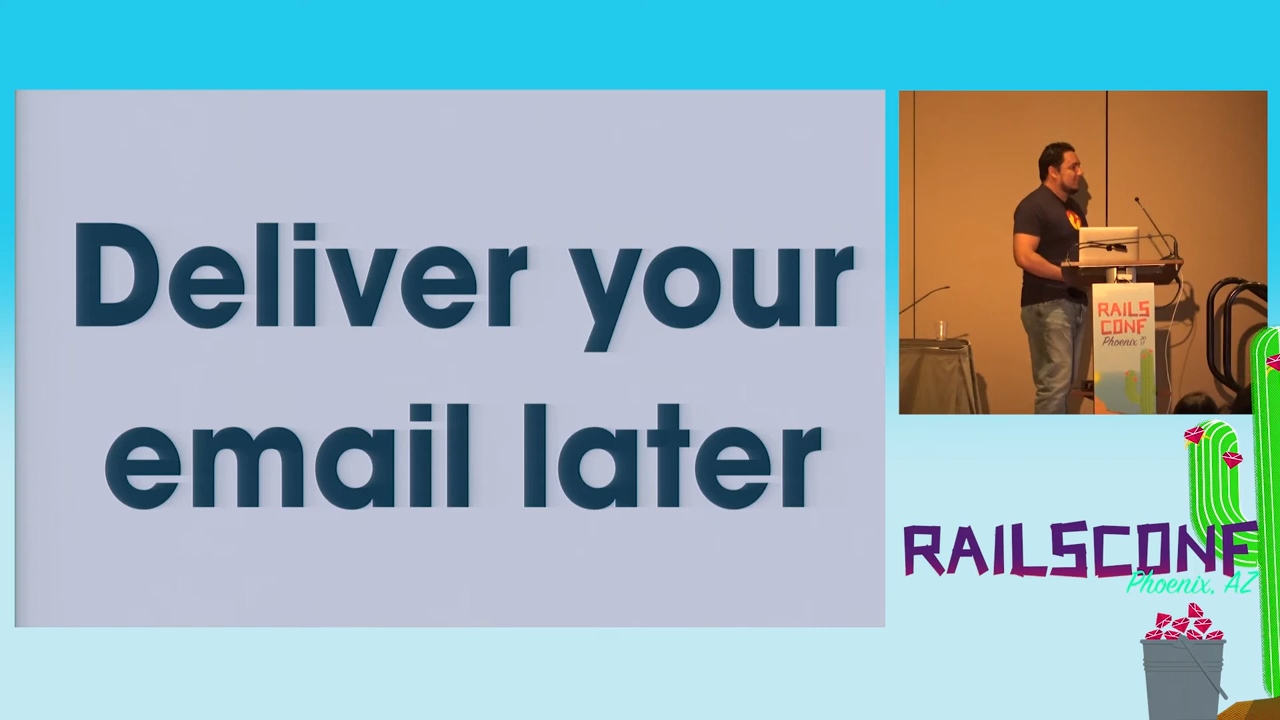 Deliver your
email later
RAILS
CONF
Phoenix
RAILSCONF
Phoenix, AZ